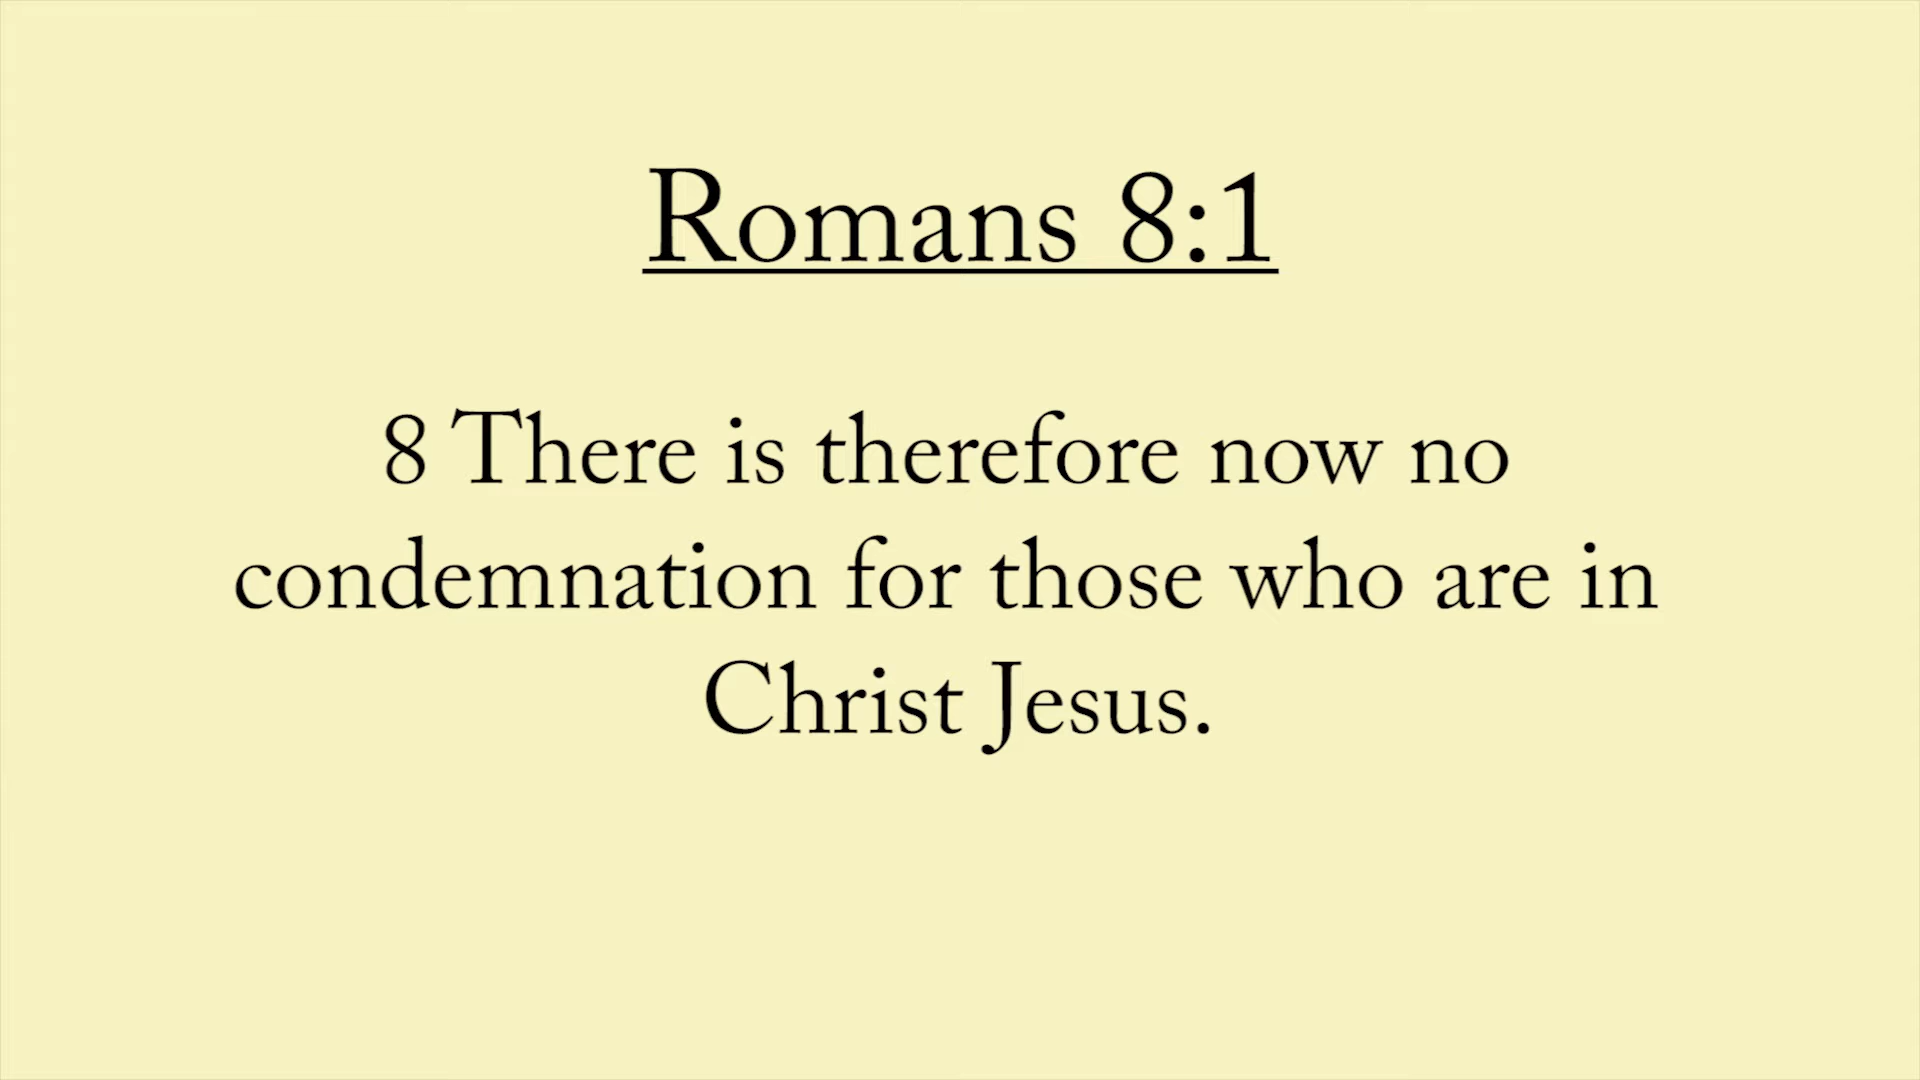 Romans 8:1
8 There is therefore now no
condemnation for those who are in
Christ Jesus.